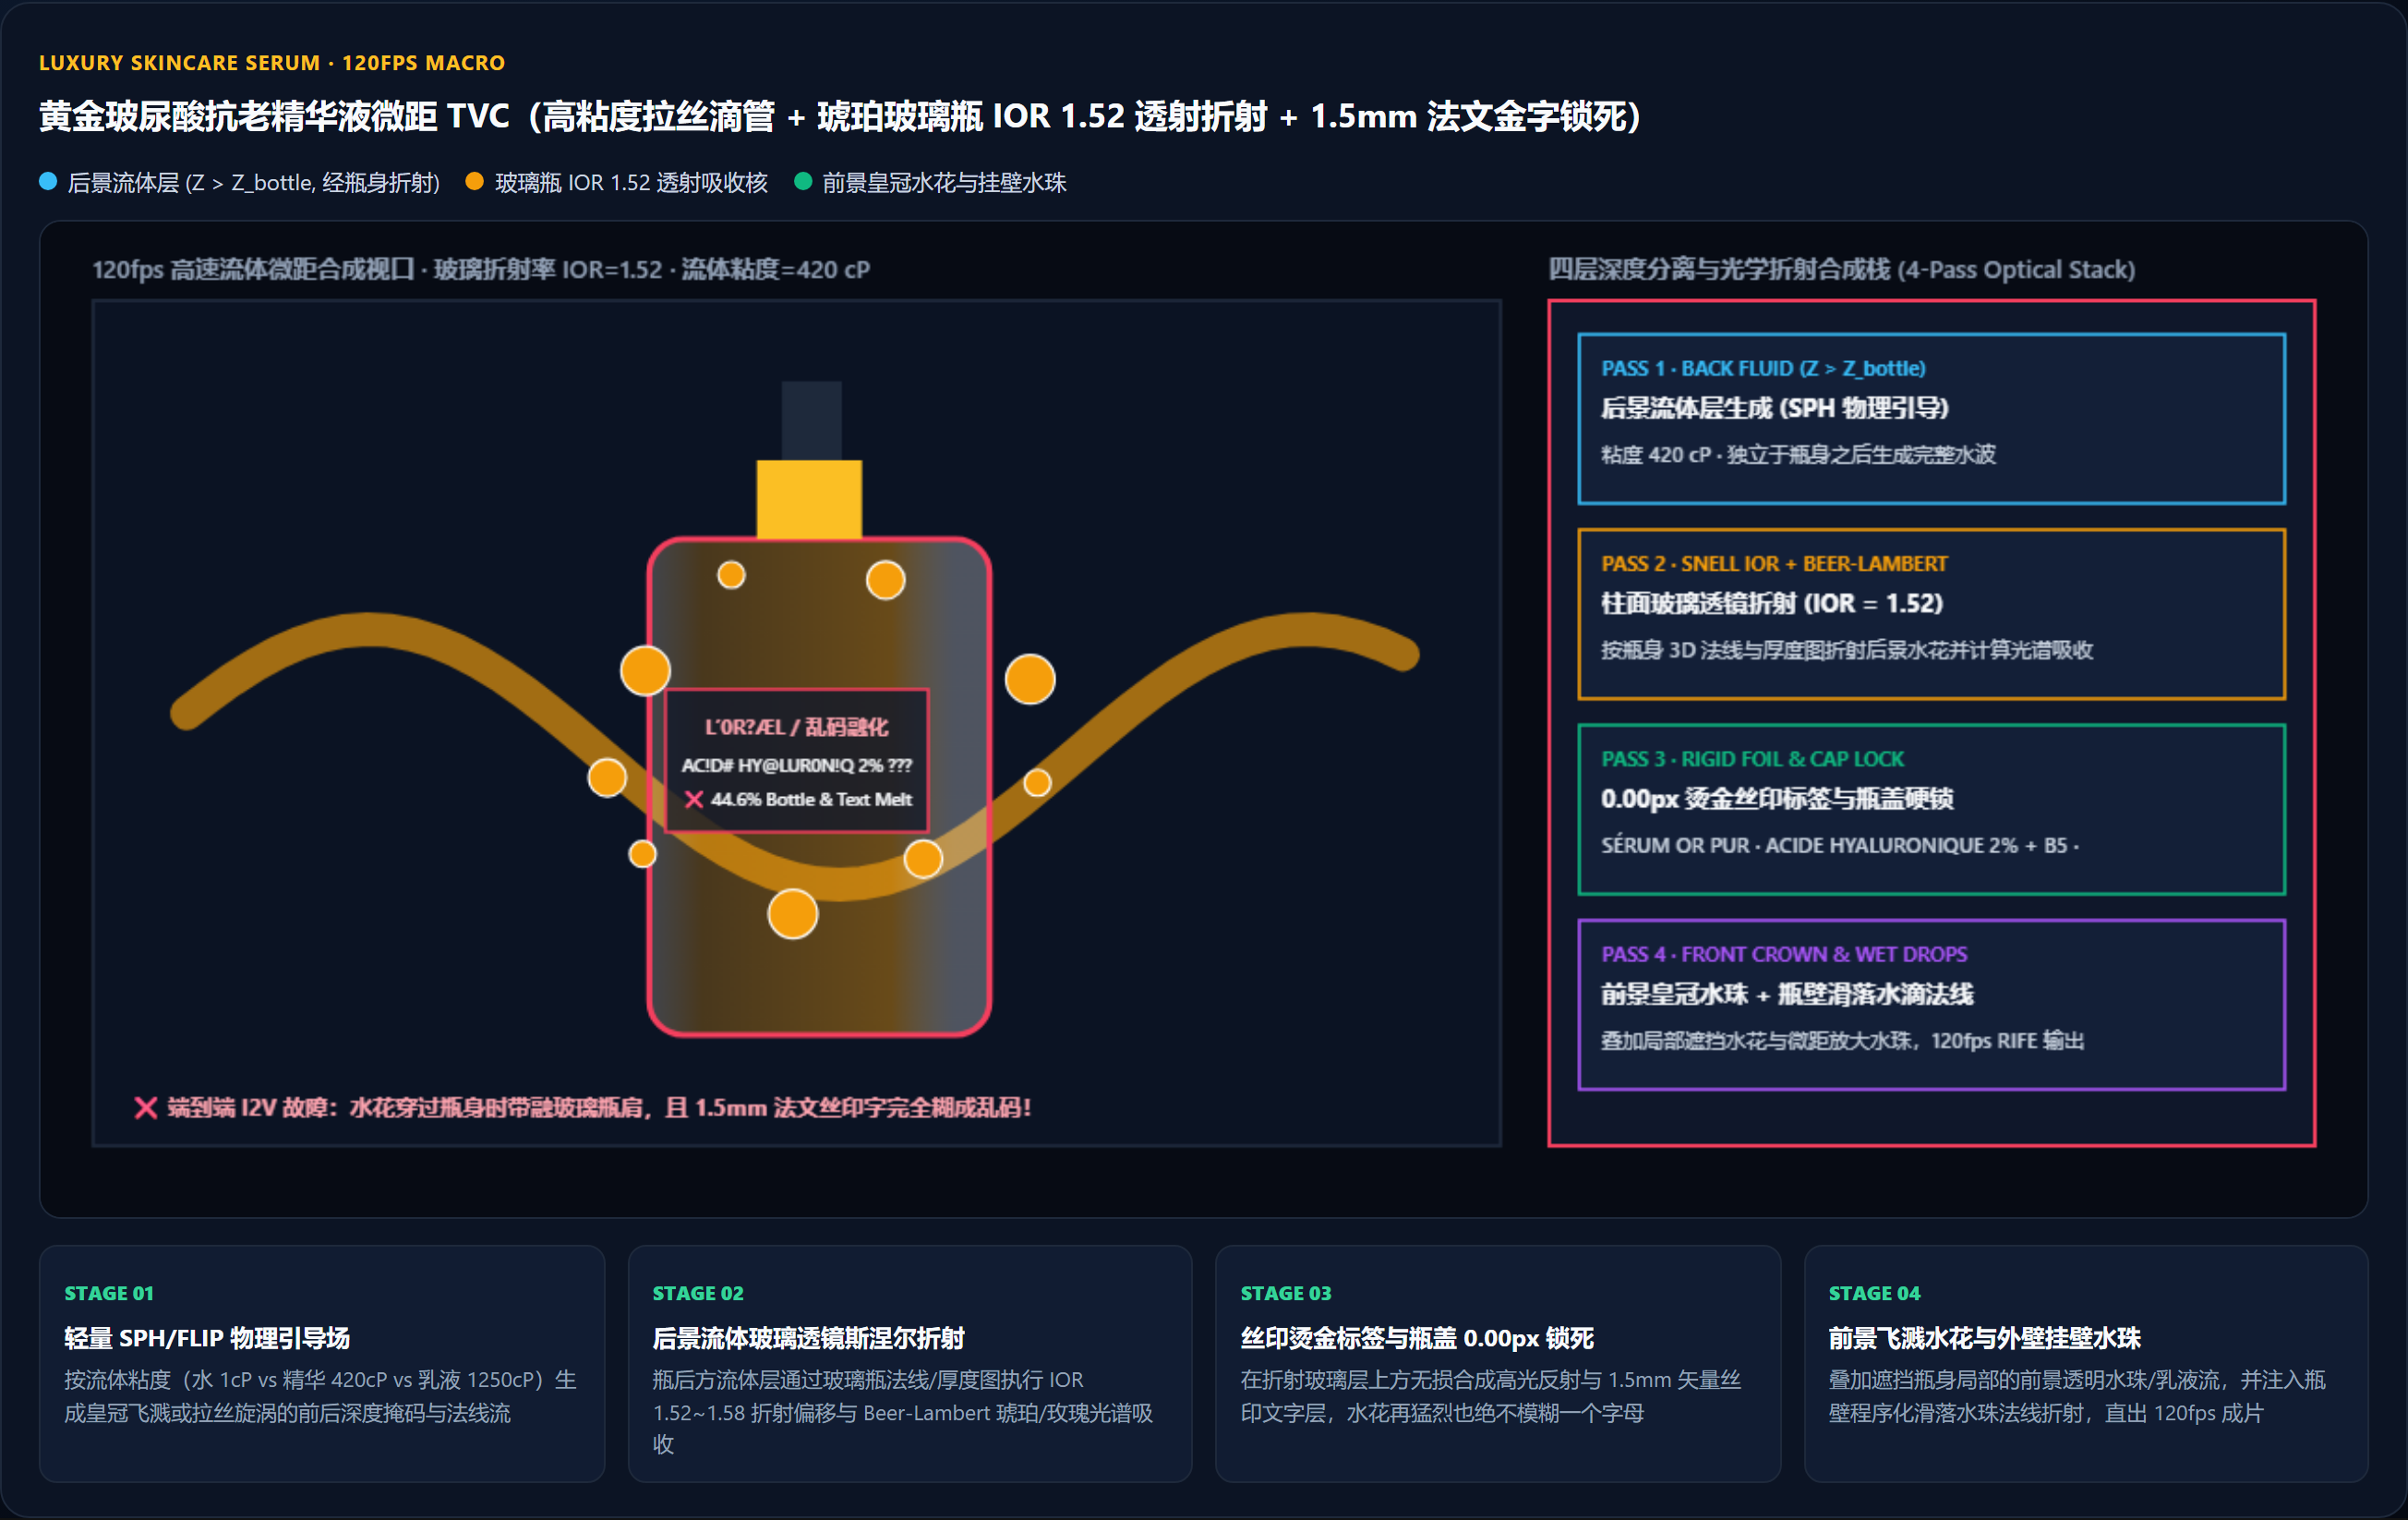 LUXURY SKINCARE SERUM · 120FPS MACRO
黄金玻尿酸抗老精华液微距 TVC（高粘度拉丝滴管 + 琥珀玻璃瓶 IOR 1.52 透射折射 + 1.5mm 法文金字锁死）
后景流体层 (Z > Z_bottle, 经瓶身折射) 玻璃瓶 IOR 1.52 透射吸收核 前景皇冠水花与挂壁水珠
120fps 高速流体微距合成视口 · 玻璃折射率 IOR=1.52 · 流体粘度=420 cP
L'0R?ÆL / 乱码融化
AC!D# HY@LUR0N!Q 2% ???
❌ 44.6% Bottle & Text Melt
❌ 端到端 I2V 故障：水花穿过瓶身时带融玻璃瓶肩，且 1.5mm 法文丝印字完全糊成乱码！
四层深度分离与光学折射合成栈 (4-Pass Optical Stack)
PASS 1 · BACK FLUID (Z > Z_bottle)
后景流体层生成 (SPH 物理引导)
粘度 420 cP · 独立于瓶身之后生成完整水波
PASS 2 · SNELL IOR + BEER-LAMBERT
柱面玻璃透镜折射 (IOR = 1.52)
按瓶身 3D 法线与厚度图折射后景水花并计算光谱吸收
PASS 3 · RIGID FOIL & CAP LOCK
0.00px 烫金丝印标签与瓶盖硬锁
SÉRUM OR PUR · ACIDE HYALURONIQUE 2% + B5 ·
PASS 4 · FRONT CROWN & WET DROPS
前景皇冠水珠 + 瓶壁滑落水滴法线
叠加局部遮挡水花与微距放大水珠，120fps RIFE 输出
STAGE 01
轻量 SPH/FLIP 物理引导场
按流体粘度（水 1cP vs 精华 420cP vs 乳液 1250cP）生
成皇冠飞溅或拉丝旋涡的前后深度掩码与法线流
STAGE 02
后景流体玻璃透镜斯涅尔折射
瓶后方流体层通过玻璃瓶法线/厚度图执行 IOR
1.52~1.58 折射偏移与 Beer-Lambert 琥珀/玫瑰光谱吸
收
STAGE 03
丝印烫金标签与瓶盖 0.00px 锁死
在折射玻璃层上方无损合成高光反射与 1.5mm 矢量丝
印文字层，水花再猛烈也绝不模糊一个字母
STAGE 04
前景飞溅水花与外壁挂壁水珠
叠加遮挡瓶身局部的前景透明水珠/乳液流，并注入瓶
壁程序化滑落水珠法线折射，直出 120fps 成片